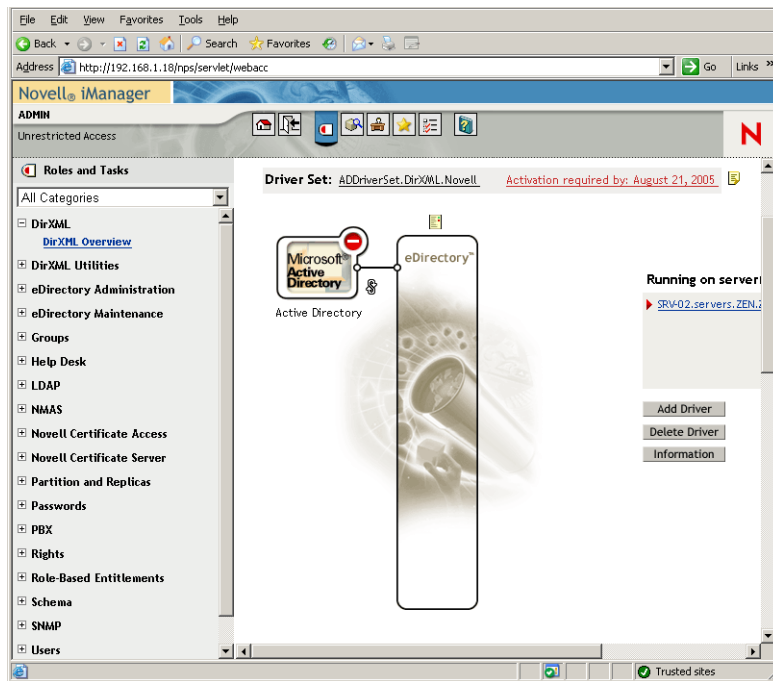 File Edit View Favorites Tools Help
Back Search Favorites
Address http://192.168.1.18/nps/servlet/webacc Go Links »
Novell® iManager
ADMIN
Unrestricted Access
N
Roles and Tasks
All Categories
DirXML
DirXML Overview
DirXML Utilities
eDirectory Administration
eDirectory Maintenance
Groups
Help Desk
LDAP
NMAS
Novell Certificate Access
Novell Certificate Server
Partition and Replicas
Passwords
PBX
Rights
Role-Based Entitlements
Schema
SNMP
Users
Driver Set: ADDriverSet.DirXML.Novell Activation required by: August 21, 2005
Microsoft®
Active
Directory
Active Directory
eDirectory™
Running on server
SRV-02.servers.ZEN.
Add Driver
Delete Driver
Information
Trusted sites